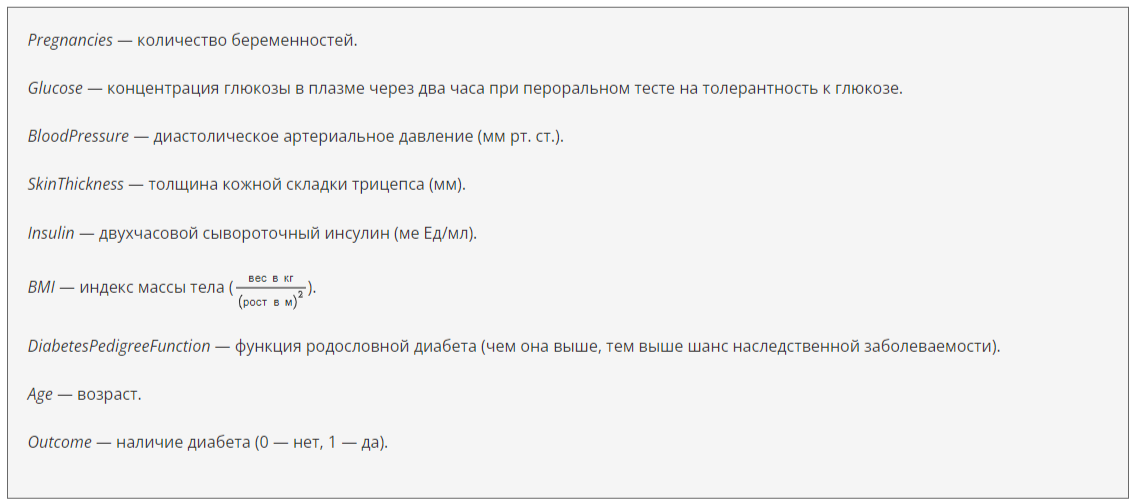 Pregnancies — количество беременностей.
Glucose — концентрация глюкозы в плазме через два часа при пероральном тесте на толерантность к глюкозе.
BloodPressure — диастолическое артериальное давление (мм рт. ст.).
SkinThickness — толщина кожной складки трицепса (мм).
Insulin — двухчасовой сывороточный инсулин (ме Ед/мл).
BMI — индекс массы тела (вес в кг / (рост в м)²).
DiabetesPedigreeFunction — функция родословной диабета (чем она выше, тем выше шанс наследственной заболеваемости).
Age — возраст.
Outcome — наличие диабета (0 — нет, 1 — да).